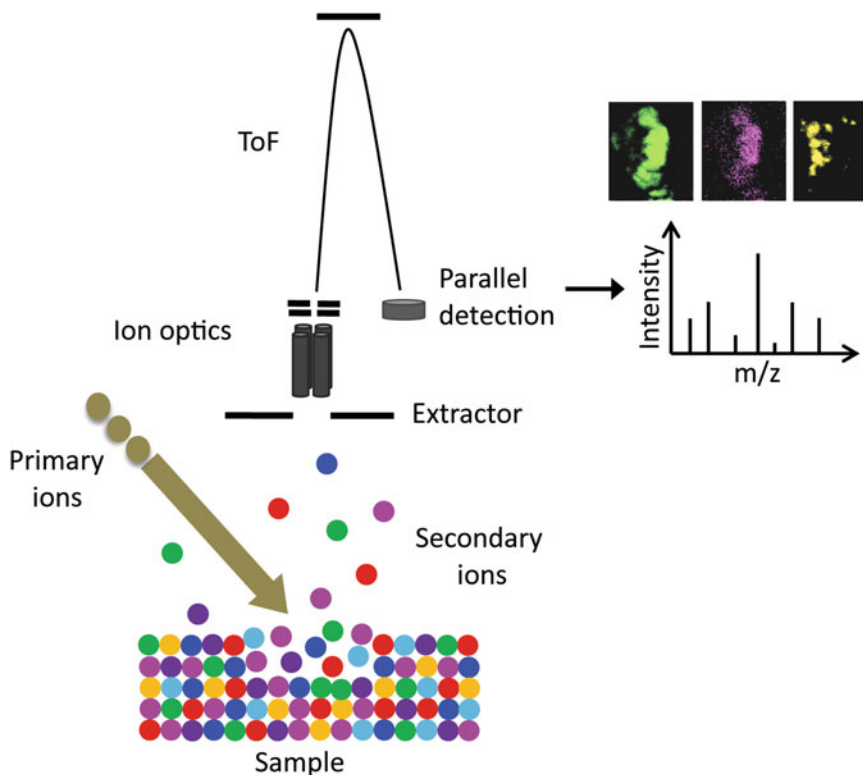 ToF
Parallel
detection
Intensity
m/z
Ion optics
Extractor
Primary
ions
Secondary
ions
Sample